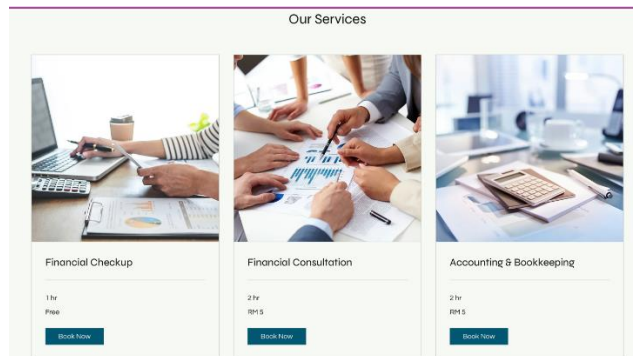 Our Services
Financial Checkup
1 hr
Free
Book Now
Financial Consultation
2 hr
RM 5
Book Now
Accounting & Bookkeeping
2 hr
RM 5
Book Now